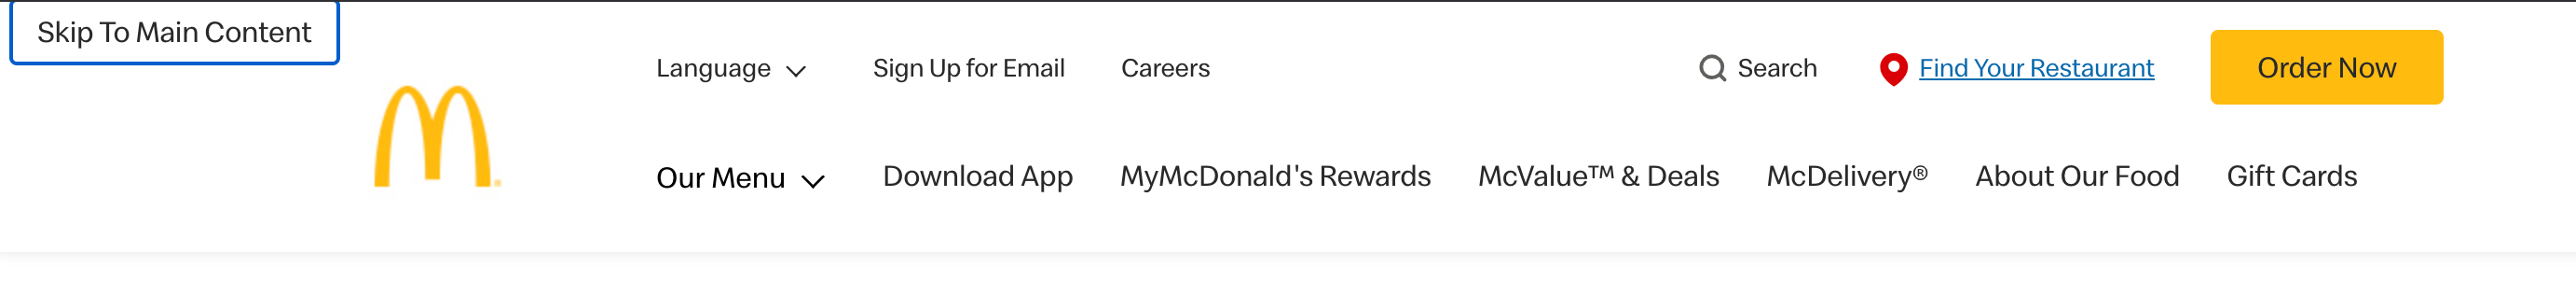 Skip To Main Content
Language Sign Up for Email Careers Search Find Your Restaurant Order Now
Our Menu Download App MyMcDonald's Rewards McValue™ & Deals McDelivery® About Our Food Gift Cards